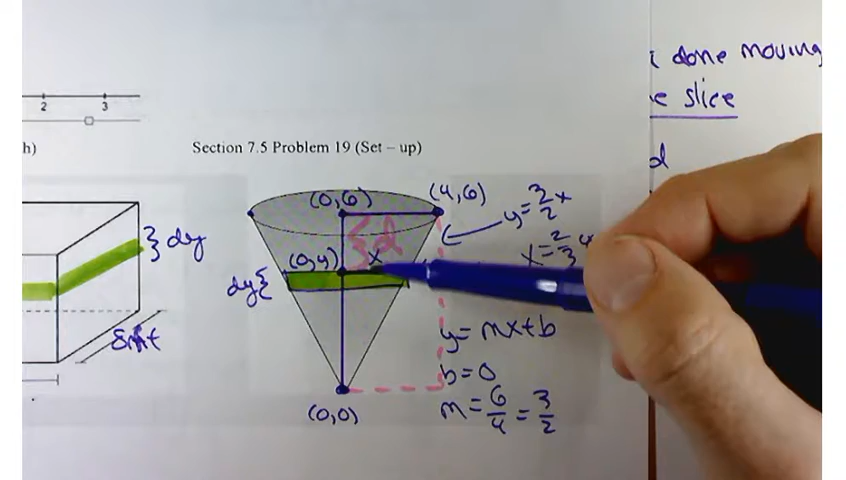 done moving
e slice
d
2 3
h)
Section 7.5 Problem 19 (Set – up)
(0,6)
(4,6)
y = 3/2 x
x = 2/3 y
} dy
{ d
(0,y)
x
dy {
y = mx+b
b = 0
m = 6/4 = 3/2
(0,0)